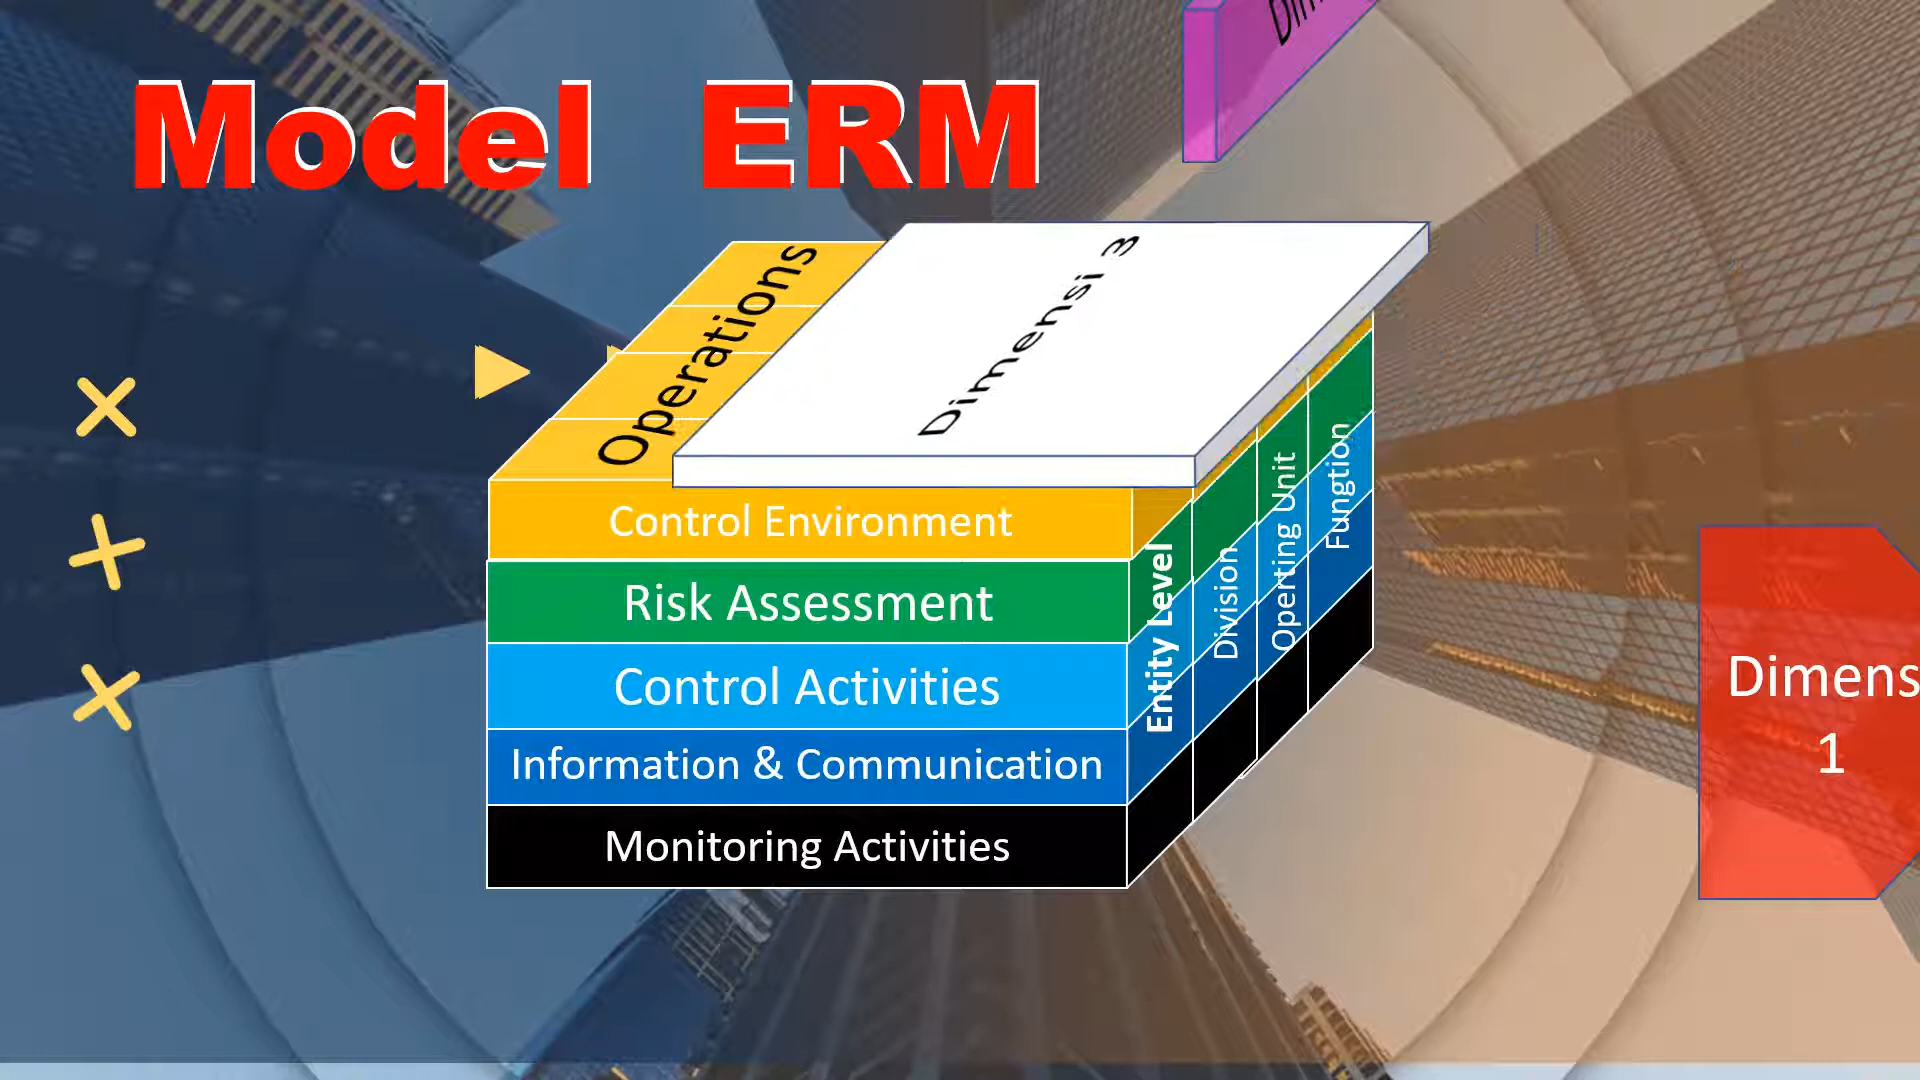 Model ERM
Operations
Dimensi 3
Control Environment
Risk Assessment
Control Activities
Information & Communication
Monitoring Activities
Entity Level
Division
Operting Unit
Fungtion
Dimens
1